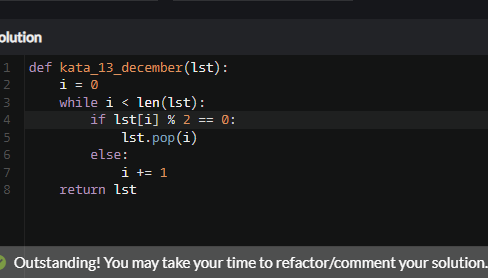 olution
1 def kata_13_december(lst):
2     i = 0
3     while i < len(lst):
4         if lst[i] % 2 == 0:
5             lst.pop(i)
6         else:
7             i += 1
8     return lst
Outstanding! You may take your time to refactor/comment your solution.